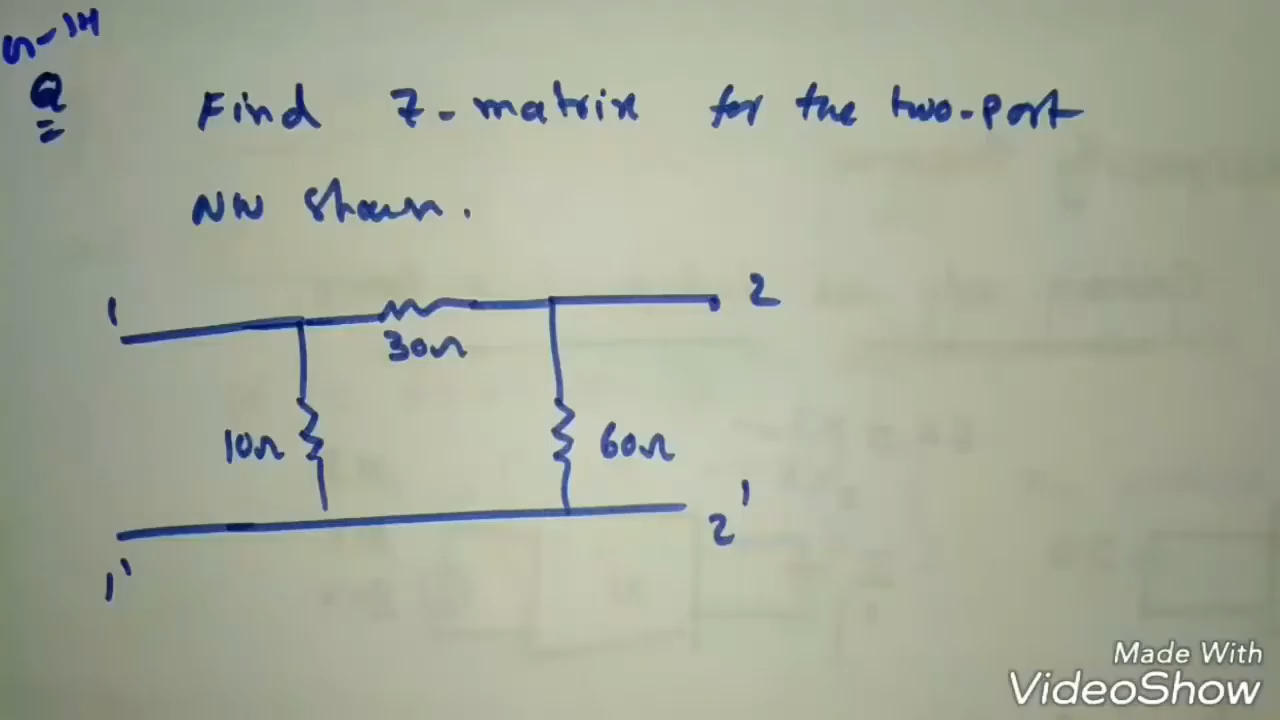 Q
Find Z-matrix for the two-port
NW shown.
1
2
30Ω
10Ω
60Ω
1'
2'
Made With
VideoShow